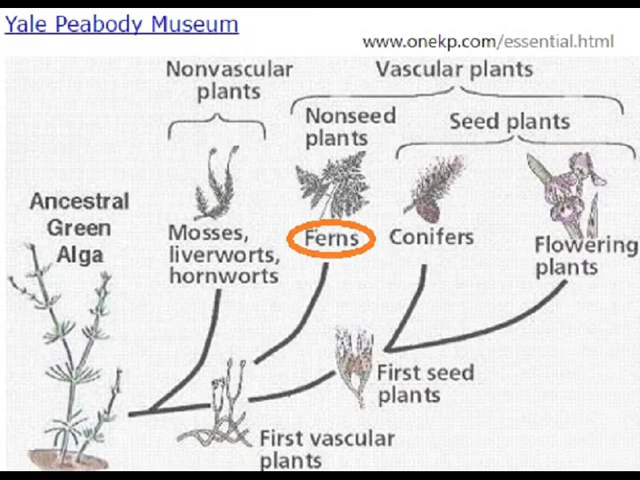 Yale Peabody Museum
www.onekp.com/essential.html
Nonvascular
plants
Vascular plants
Nonseed
plants
Seed plants
Ancestral
Green
Alga
Mosses,
liverworts,
hornworts
Ferns
Conifers
Flowering
plants
First seed
plants
First vascular
plants